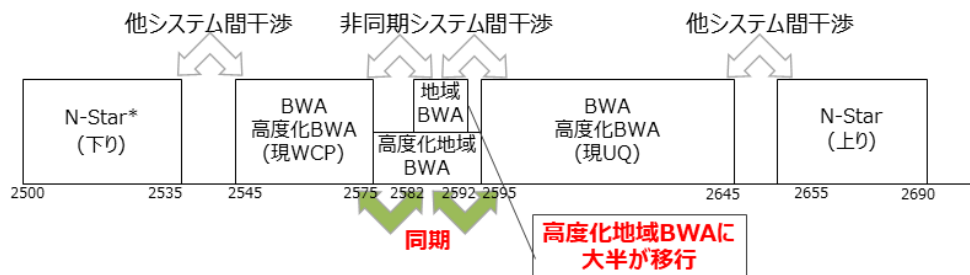 他システム間干渉
非同期システム間干渉
他システム間干渉
N-Star*
(下り)
BWA
高度化BWA
(現WCP)
地域
BWA
高度化地域
BWA
BWA
高度化BWA
(現UQ)
N-Star
(上り)
2500
2535
2545
2575
2582
2592
2595
2645
2655
2690
同期
高度化地域BWAに
大半が移行